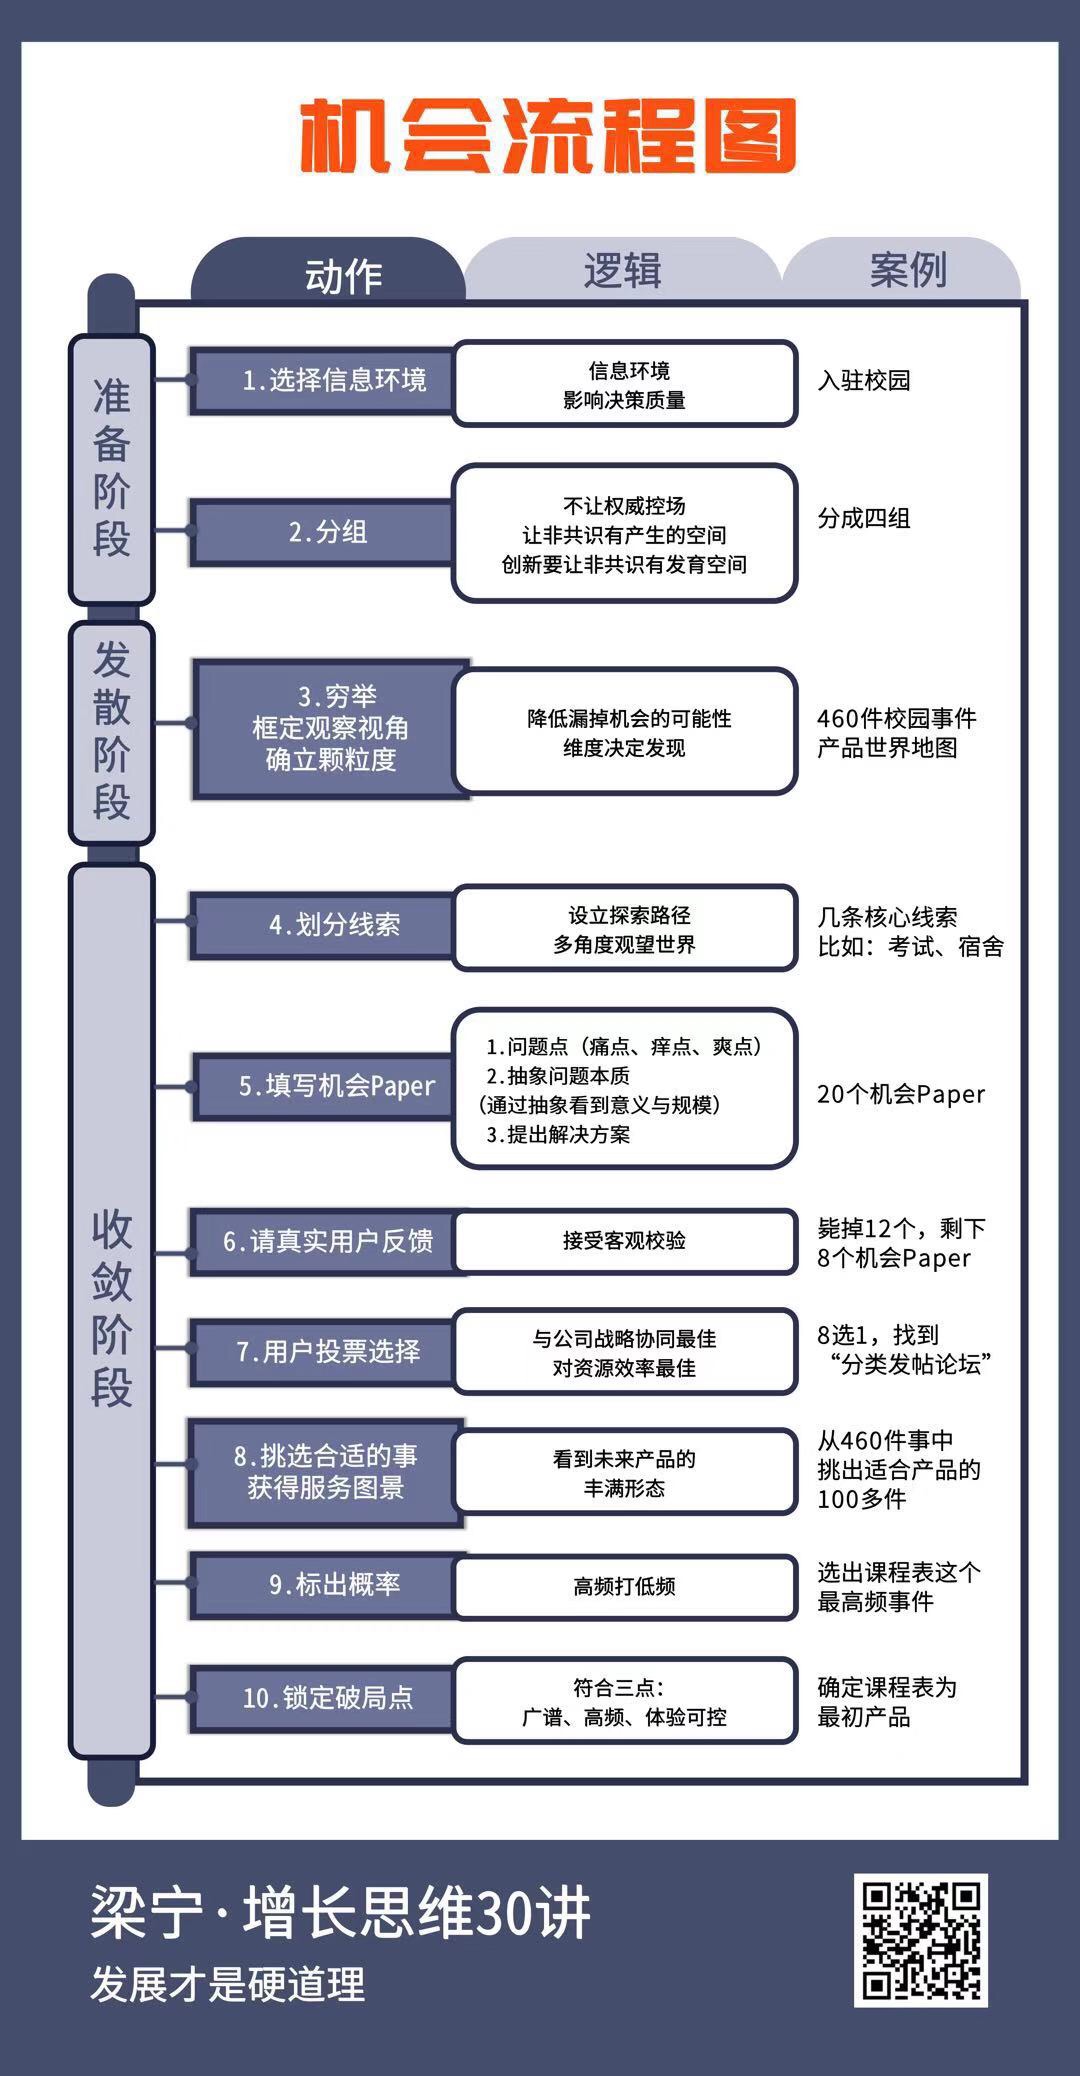 机会流程图
动作
逻辑
案例
准备阶段
1.选择信息环境
信息环境
影响决策质量
入驻校园
2.分组
不让权威控场
让非共识有产生的空间
创新要让非共识有发育空间
分成四组
发散阶段
3.穷举
框定观察视角
确立颗粒度
降低漏掉机会的可能性
维度决定发现
460件校园事件
产品世界地图
收敛阶段
4.划分线索
设立探索路径
多角度观望世界
几条核心线索
比如：考试、宿舍
5.填写机会Paper
1.问题点（痛点、痒点、爽点）
2.抽象问题本质
（通过抽象看到意义与规模）
3.提出解决方案
20个机会Paper
6.请真实用户反馈
接受客观校验
毙掉12个，剩下
8个机会Paper
7.用户投票选择
与公司战略协同最佳
对资源效率最佳
8选1，找到
“分类发帖论坛”
8.挑选合适的事
获得服务图景
看到未来产品的
丰满形态
从460件事中
挑出适合产品的
100多件
9.标出概率
高频打低频
选出课程表这个
最高频事件
10.锁定破局点
符合三点：
广谱、高频、体验可控
确定课程表为
最初产品
梁宁·增长思维30讲
发展才是硬道理